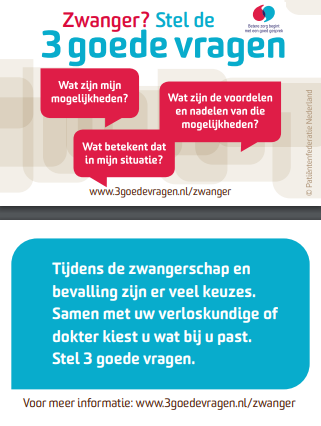 Zwanger? Stel de
3 goede vragen
Betere zorg begint
met een goed gesprek
Wat zijn mijn
mogelijkheden?
Wat zijn de voordelen
en nadelen van die
mogelijkheden?
Wat betekent dat
in mijn situatie?
www.3goedevragen.nl/zwanger
© Patiëntenfederatie Nederland
Tijdens de zwangerschap en
bevalling zijn er veel keuzes.
Samen met uw verloskundige of
dokter kiest u wat bij u past.
Stel 3 goede vragen.
Voor meer informatie: www.3goedevragen.nl/zwanger